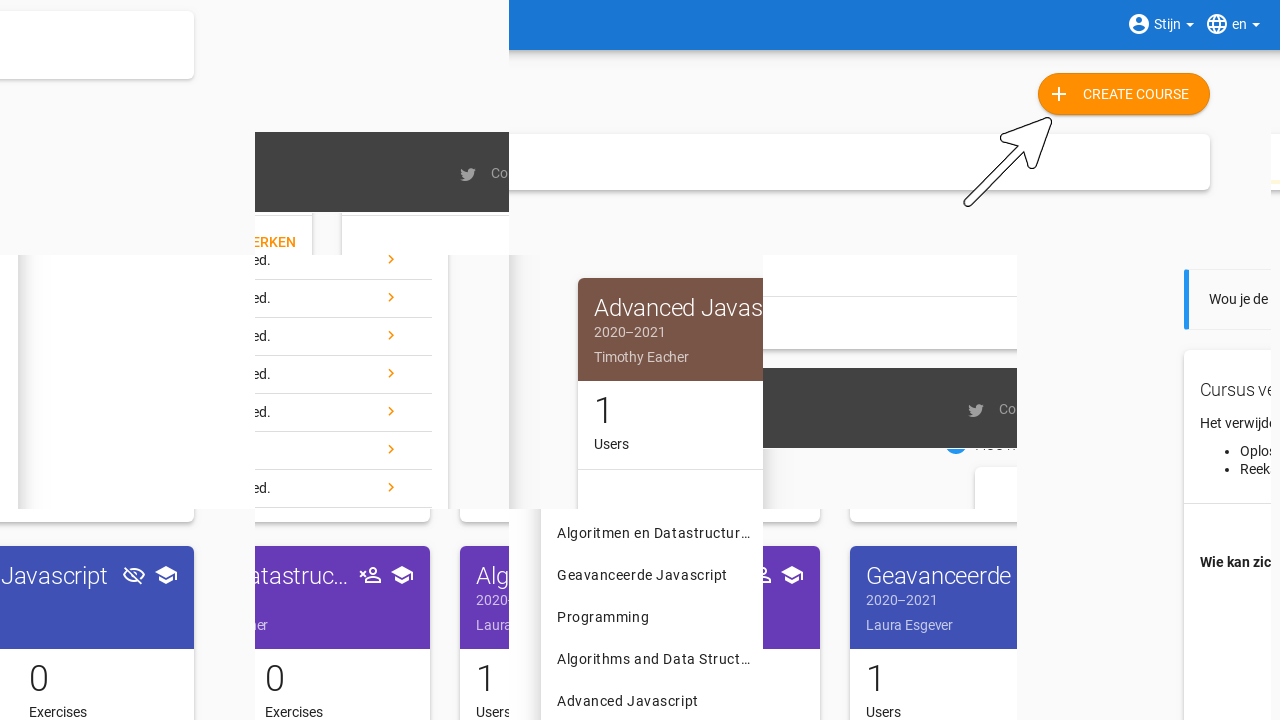 Stijn
en
CREATE COURSE
Co
ERKEN
ed.
ed.
ed.
ed.
ed.
ed.
Advanced Javas
2020–2021
Timothy Eacher
1
Users
Co
Wou je de
Cursus ve
Het verwijde
Oplos
Reek
Wie kan zic
Javascript
0
Exercises
atastruc…
her
0
Exercises
Alg
2020-
Laura
1
Users
Algoritmen en Datastructur…
Geavanceerde Javascript
Programming
Algorithms and Data Struct…
Advanced Javascript
Geavanceerde
2020–2021
Laura Esgever
1
Users